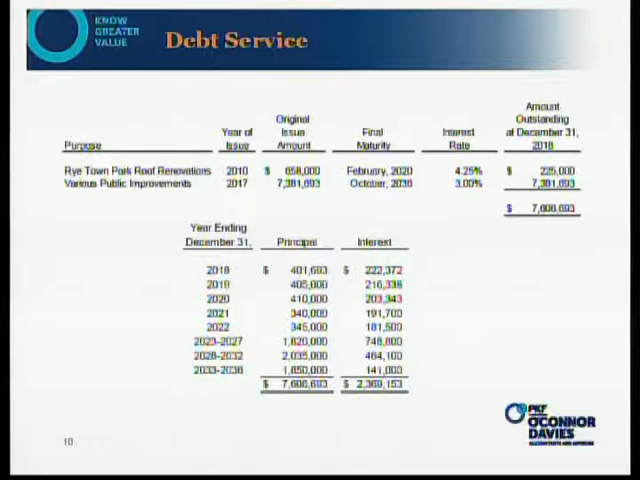 KNOW
GREATER
VALUE
Debt Service
Purpose Year of Issue Original Issue Amount Final Maturity Interest Rate Amount Outstanding at December 31, 2018
Rye Town Park Roof Renovations 2010 $ 658,000 February, 2020 4.25% $ 225,000
Various Public Improvements 2017 7,381,693 October, 2036 3.00% 7,381,693
$ 7,606,693
Year Ending December 31, Principal Interest
2018 $ 401,693 $ 222,372
2019 405,000 216,338
2020 410,000 203,343
2021 340,000 191,700
2022 345,000 181,500
2023-2027 1,820,000 748,800
2028-2032 2,035,000 464,100
2033-2036 1,850,000 141,000
$ 7,606,693 $ 2,369,153
PKF
O'CONNOR
DAVIES
ACCOUNTANTS AND ADVISORS
10